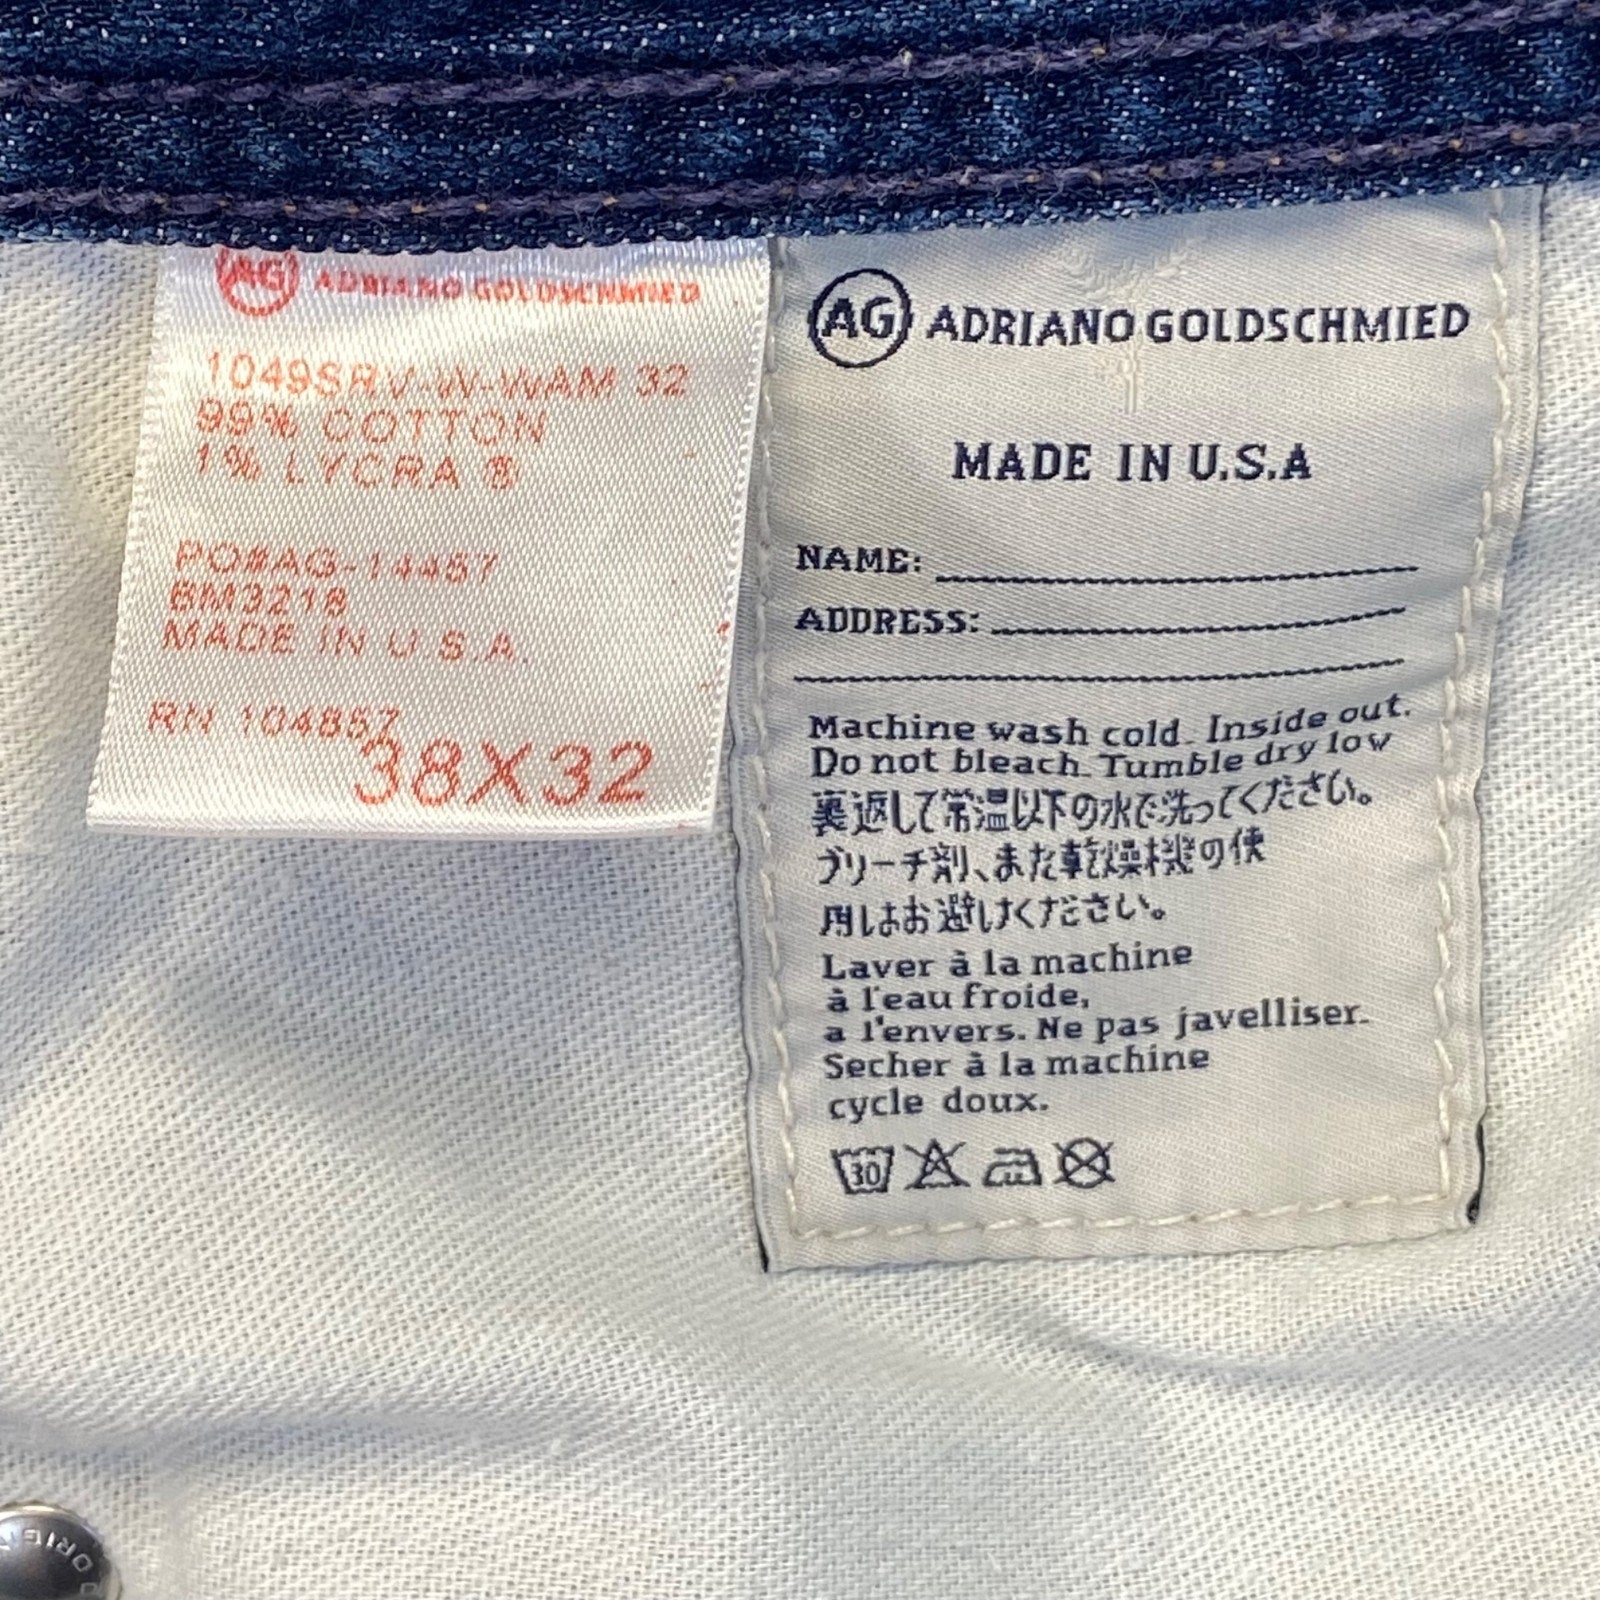 AG ADRIANO GOLDSCHMIED
1049SRV-W-WAM 32
99% COTTON
1% LYCRA ®
PO#AG-14457
BM3218
MADE IN U.S.A.
RN 104857
38X32
AG ADRIANO GOLDSCHMIED
MADE IN U.S.A
NAME:
ADDRESS:
Machine wash cold. Inside out.
Do not bleach. Tumble dry low
裏返して常温以下の水で洗ってください。
ブリーチ剤、また乾燥機の使
用はお避けください。
Laver à la machine
à l'eau froide,
a l'envers. Ne pas javelliser.
Secher à la machine
cycle doux.
30